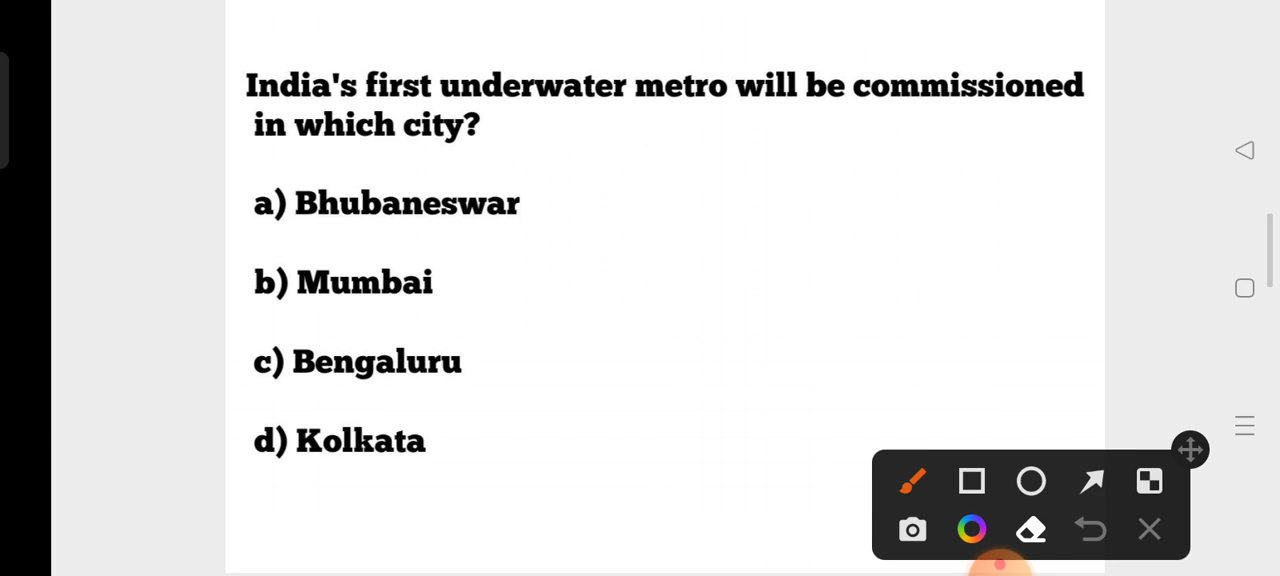 India's first underwater metro will be commissioned
in which city?
a) Bhubaneswar
b) Mumbai
c) Bengaluru
d) Kolkata